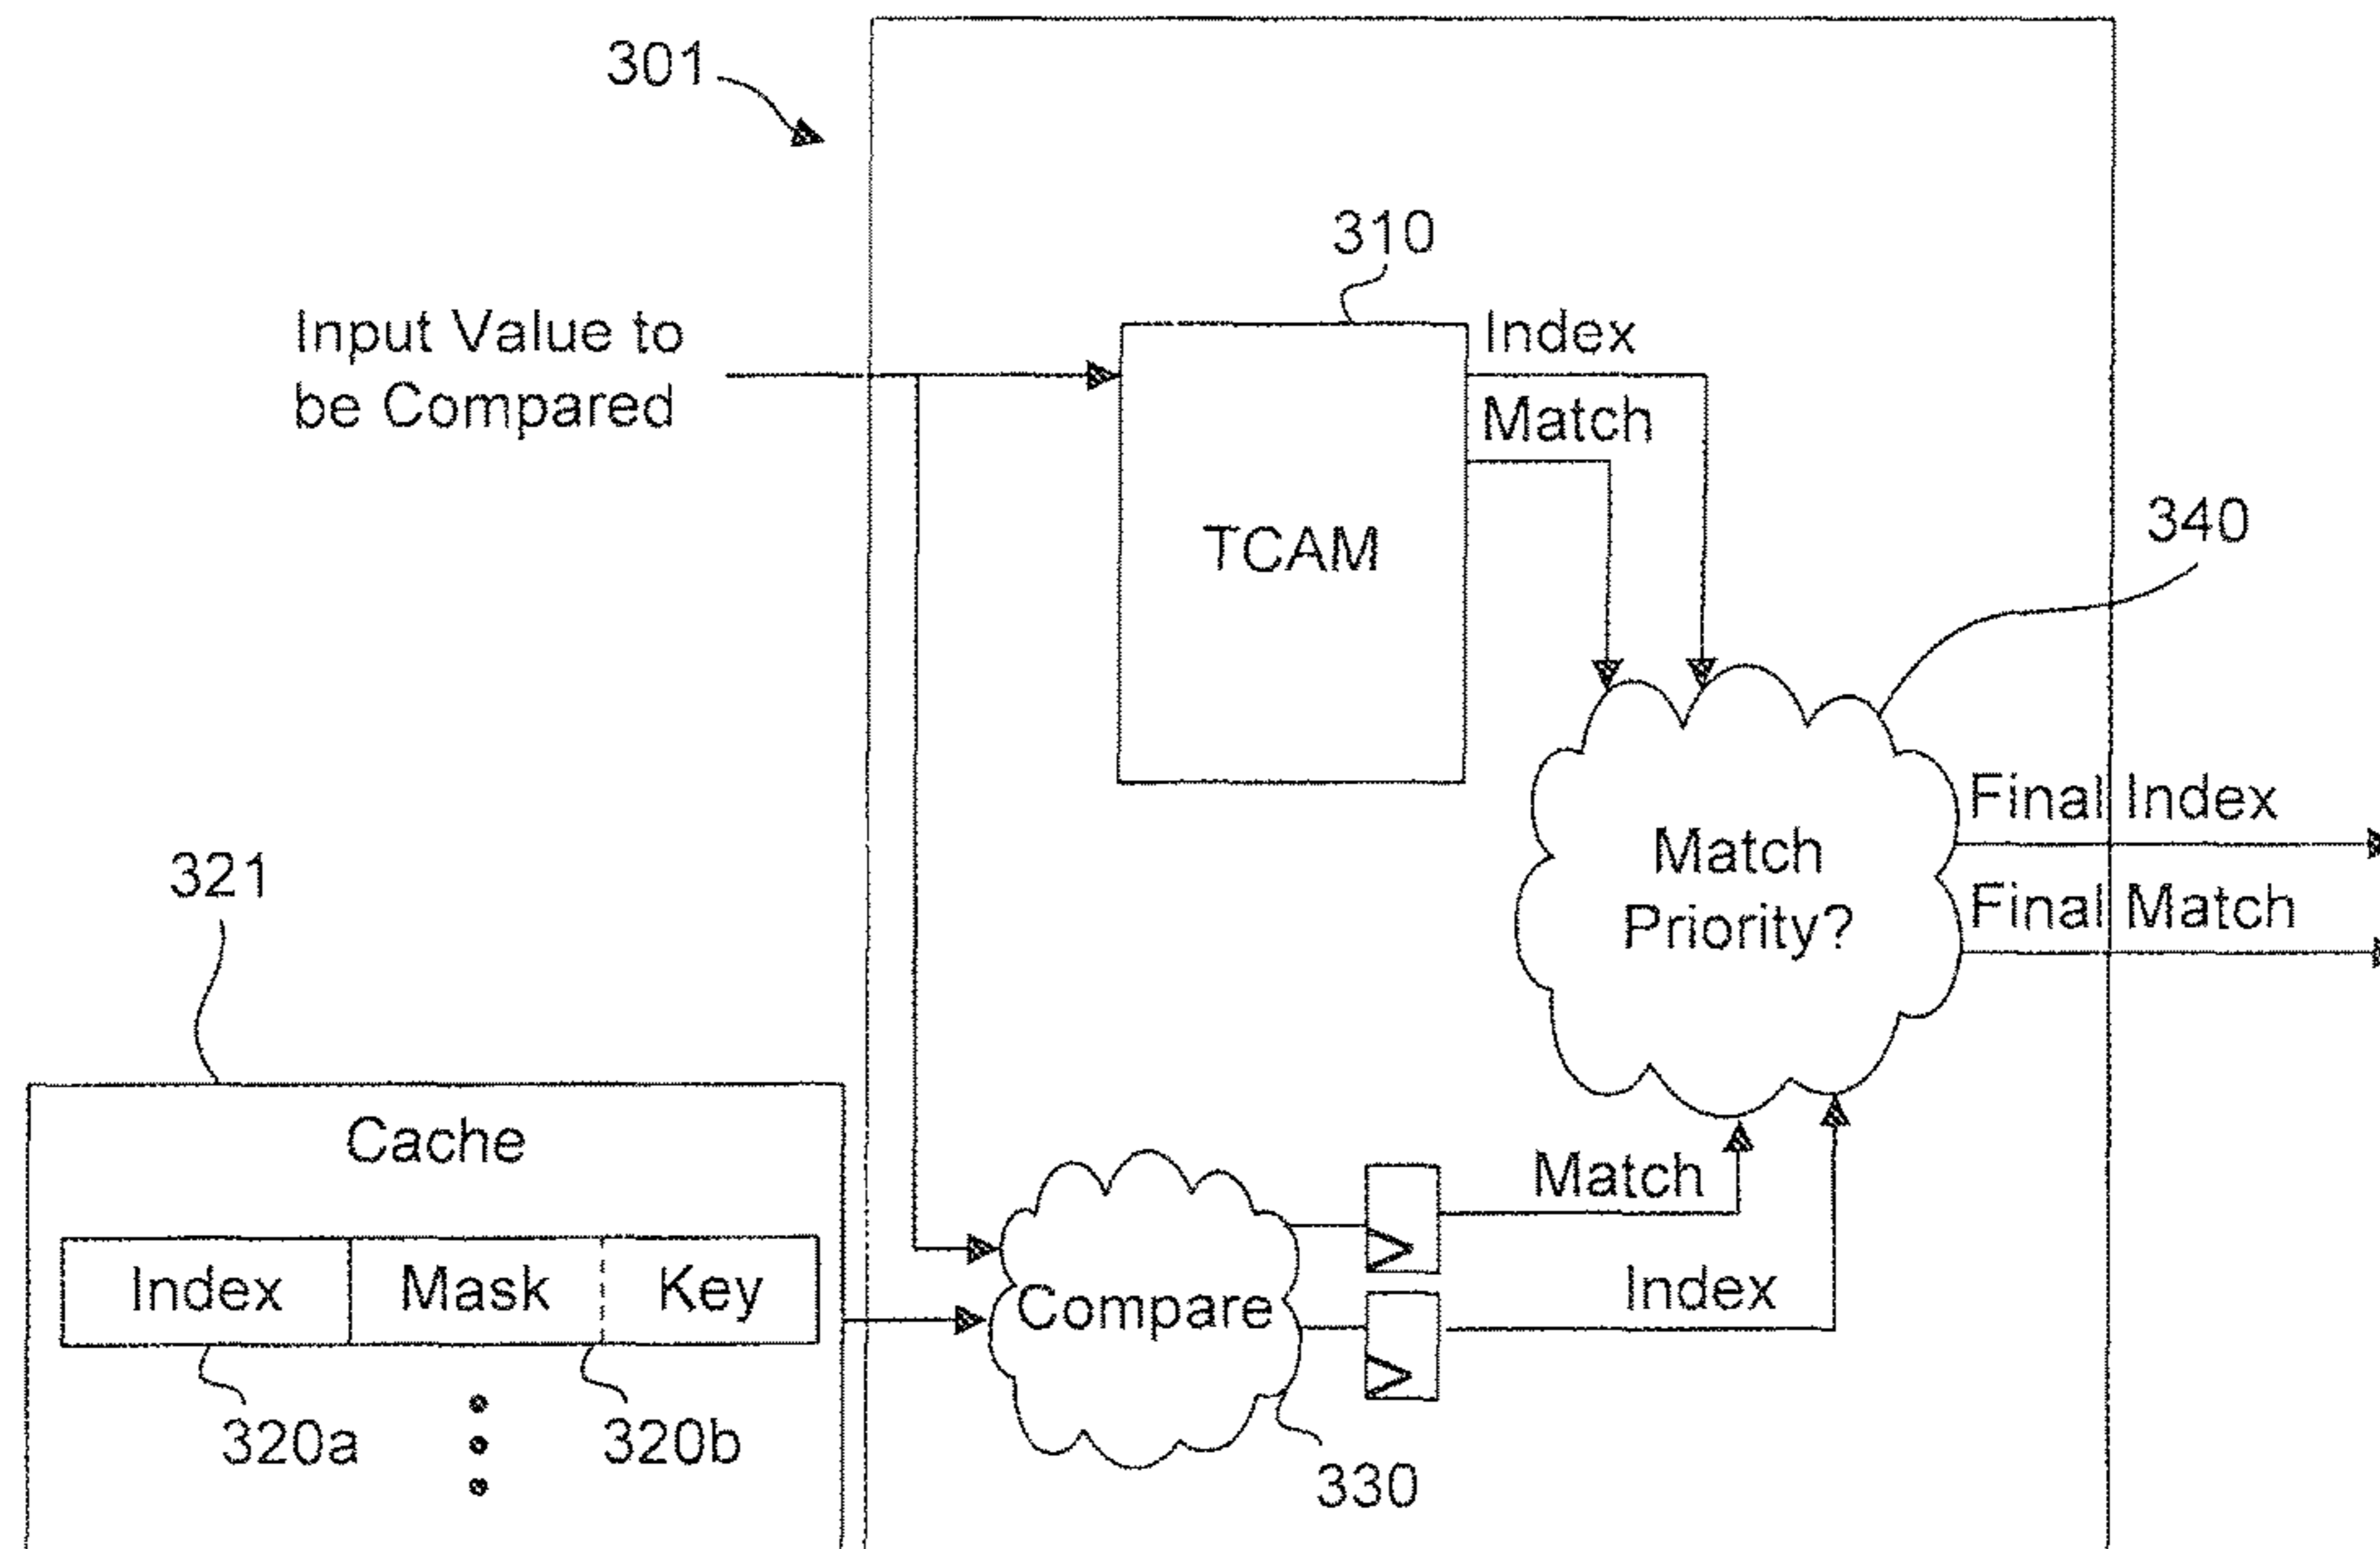 301
310
Input Value to
be Compared
Index
Match
TCAM
340
Final Index
Match
Priority?
Final Match
321
Cache
Match
Index Mask Key
Compare
Index
320a
320b
330